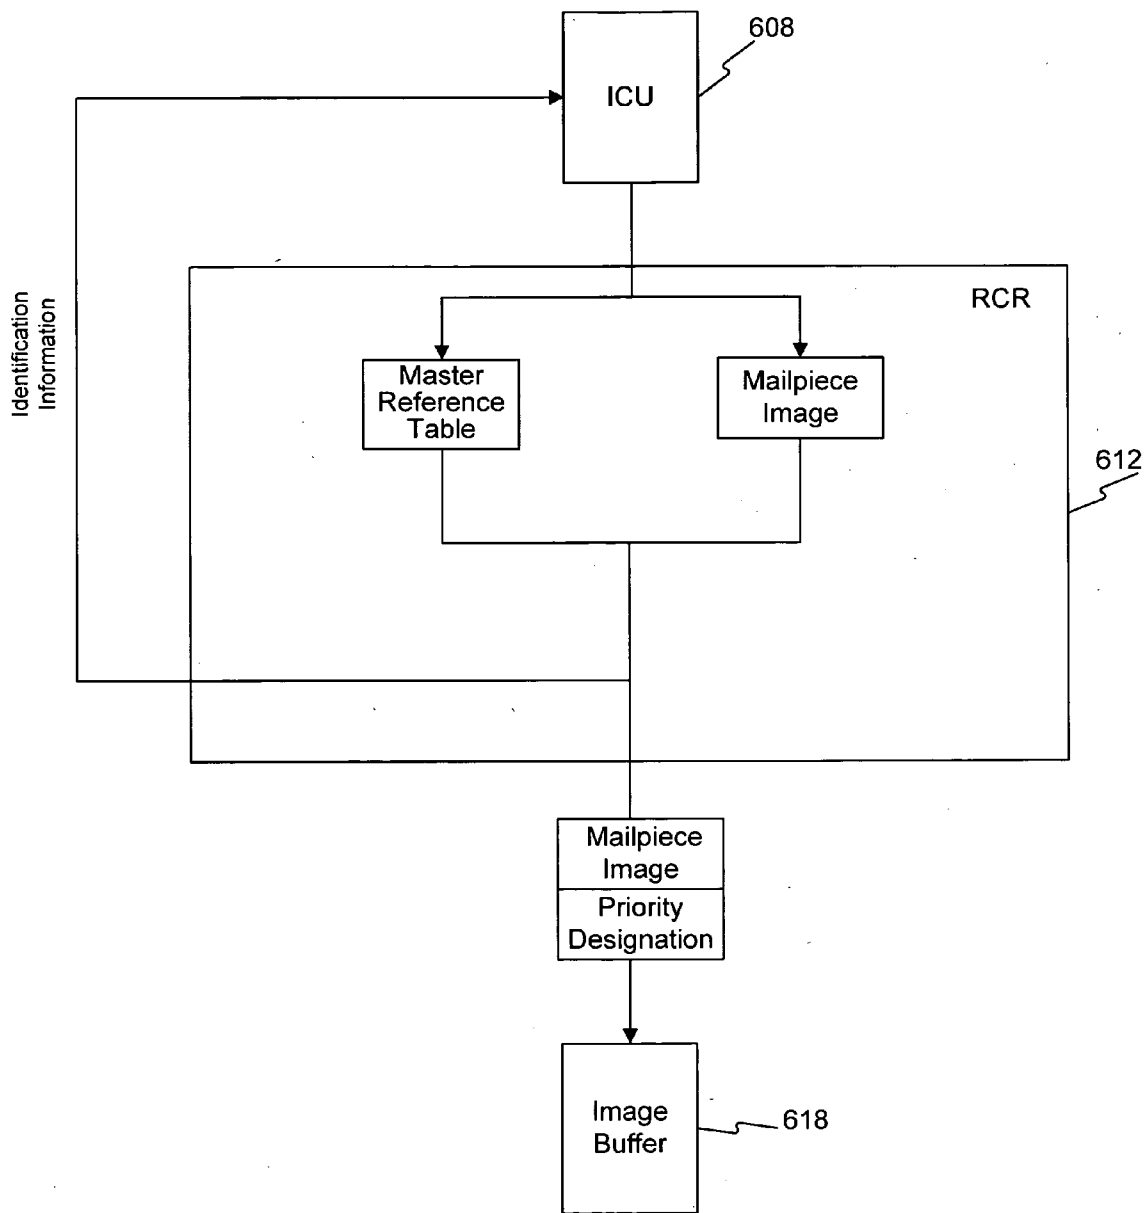 608
ICU
RCR
Identification
Information
Master
Reference
Table
Mailpiece
Image
612
Mailpiece
Image
Priority
Designation
Image
Buffer
618